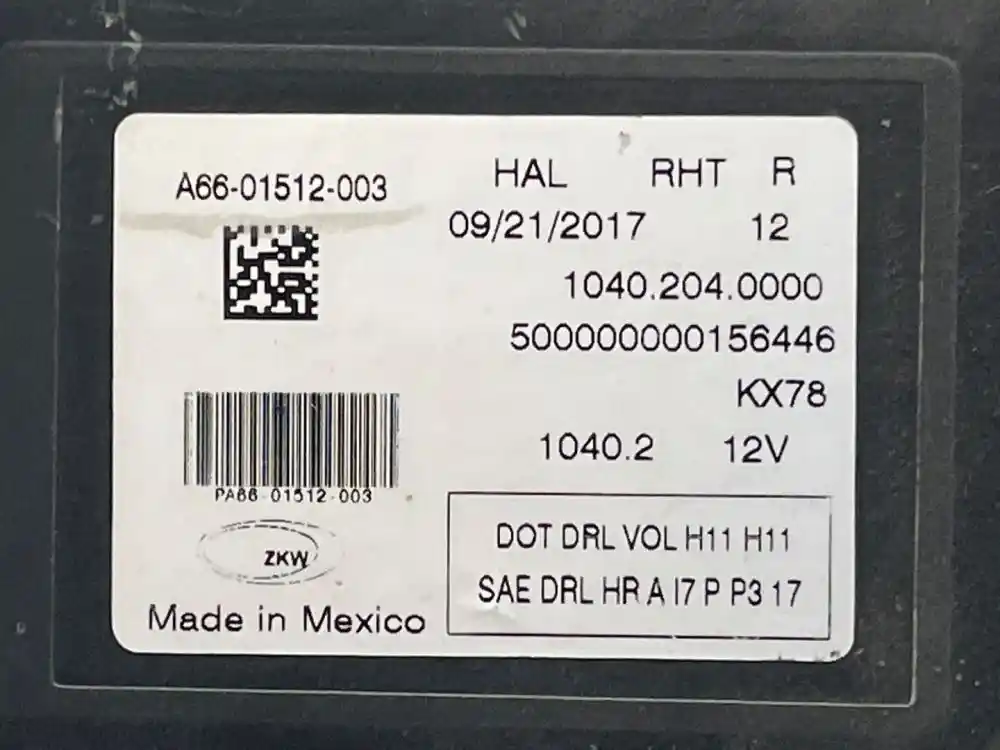 A66-01512-003
HAL RHT R
09/21/2017 12
1040.204.0000
500000000156446
KX78
1040.2 12V
PA66-01512-003
ZKW
Made in Mexico
DOT DRL VOL H11 H11
SAE DRL HR A I7 P P3 17